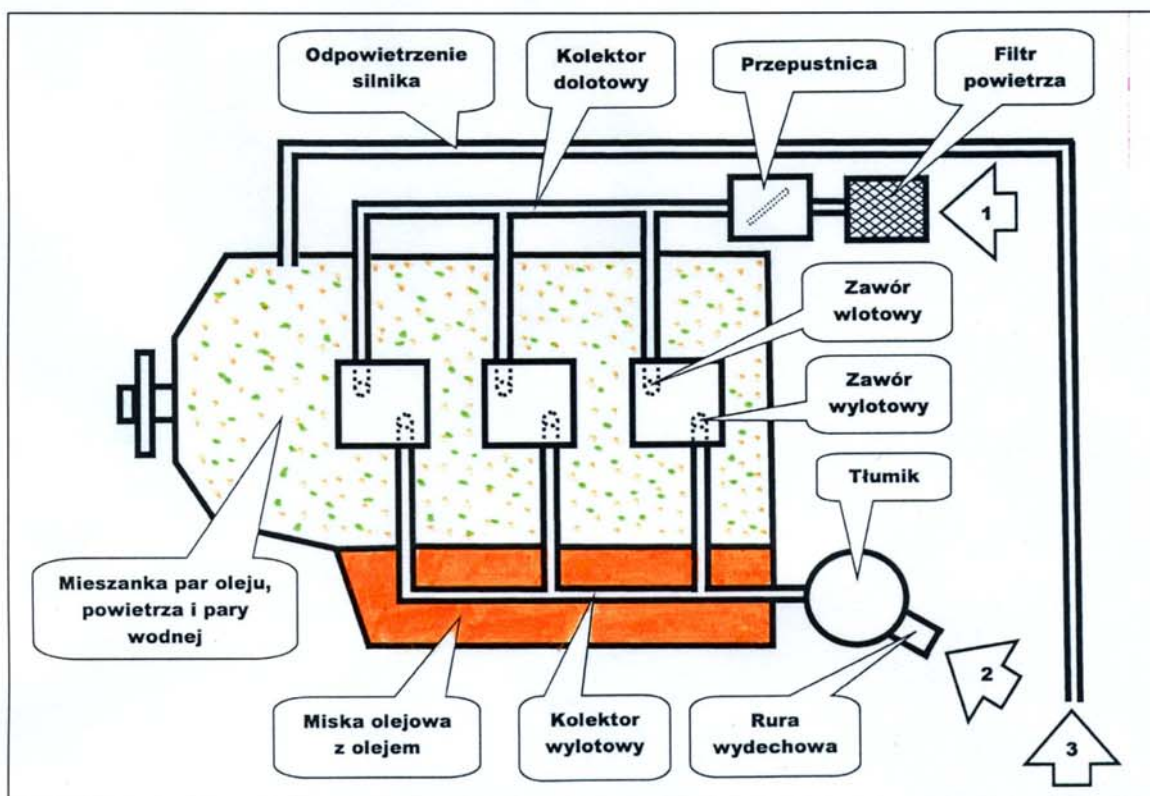 Odpowietrzenie
silnika
Kolektor
dolotowy
Przepustnica
Filtr
powietrza
1
Zawór
wlotowy
Zawór
wylotowy
Tłumik
Mieszanka par oleju,
powietrza i pary
wodnej
Miska olejowa
z olejem
Kolektor
wylotowy
Rura
wydechowa
2
3